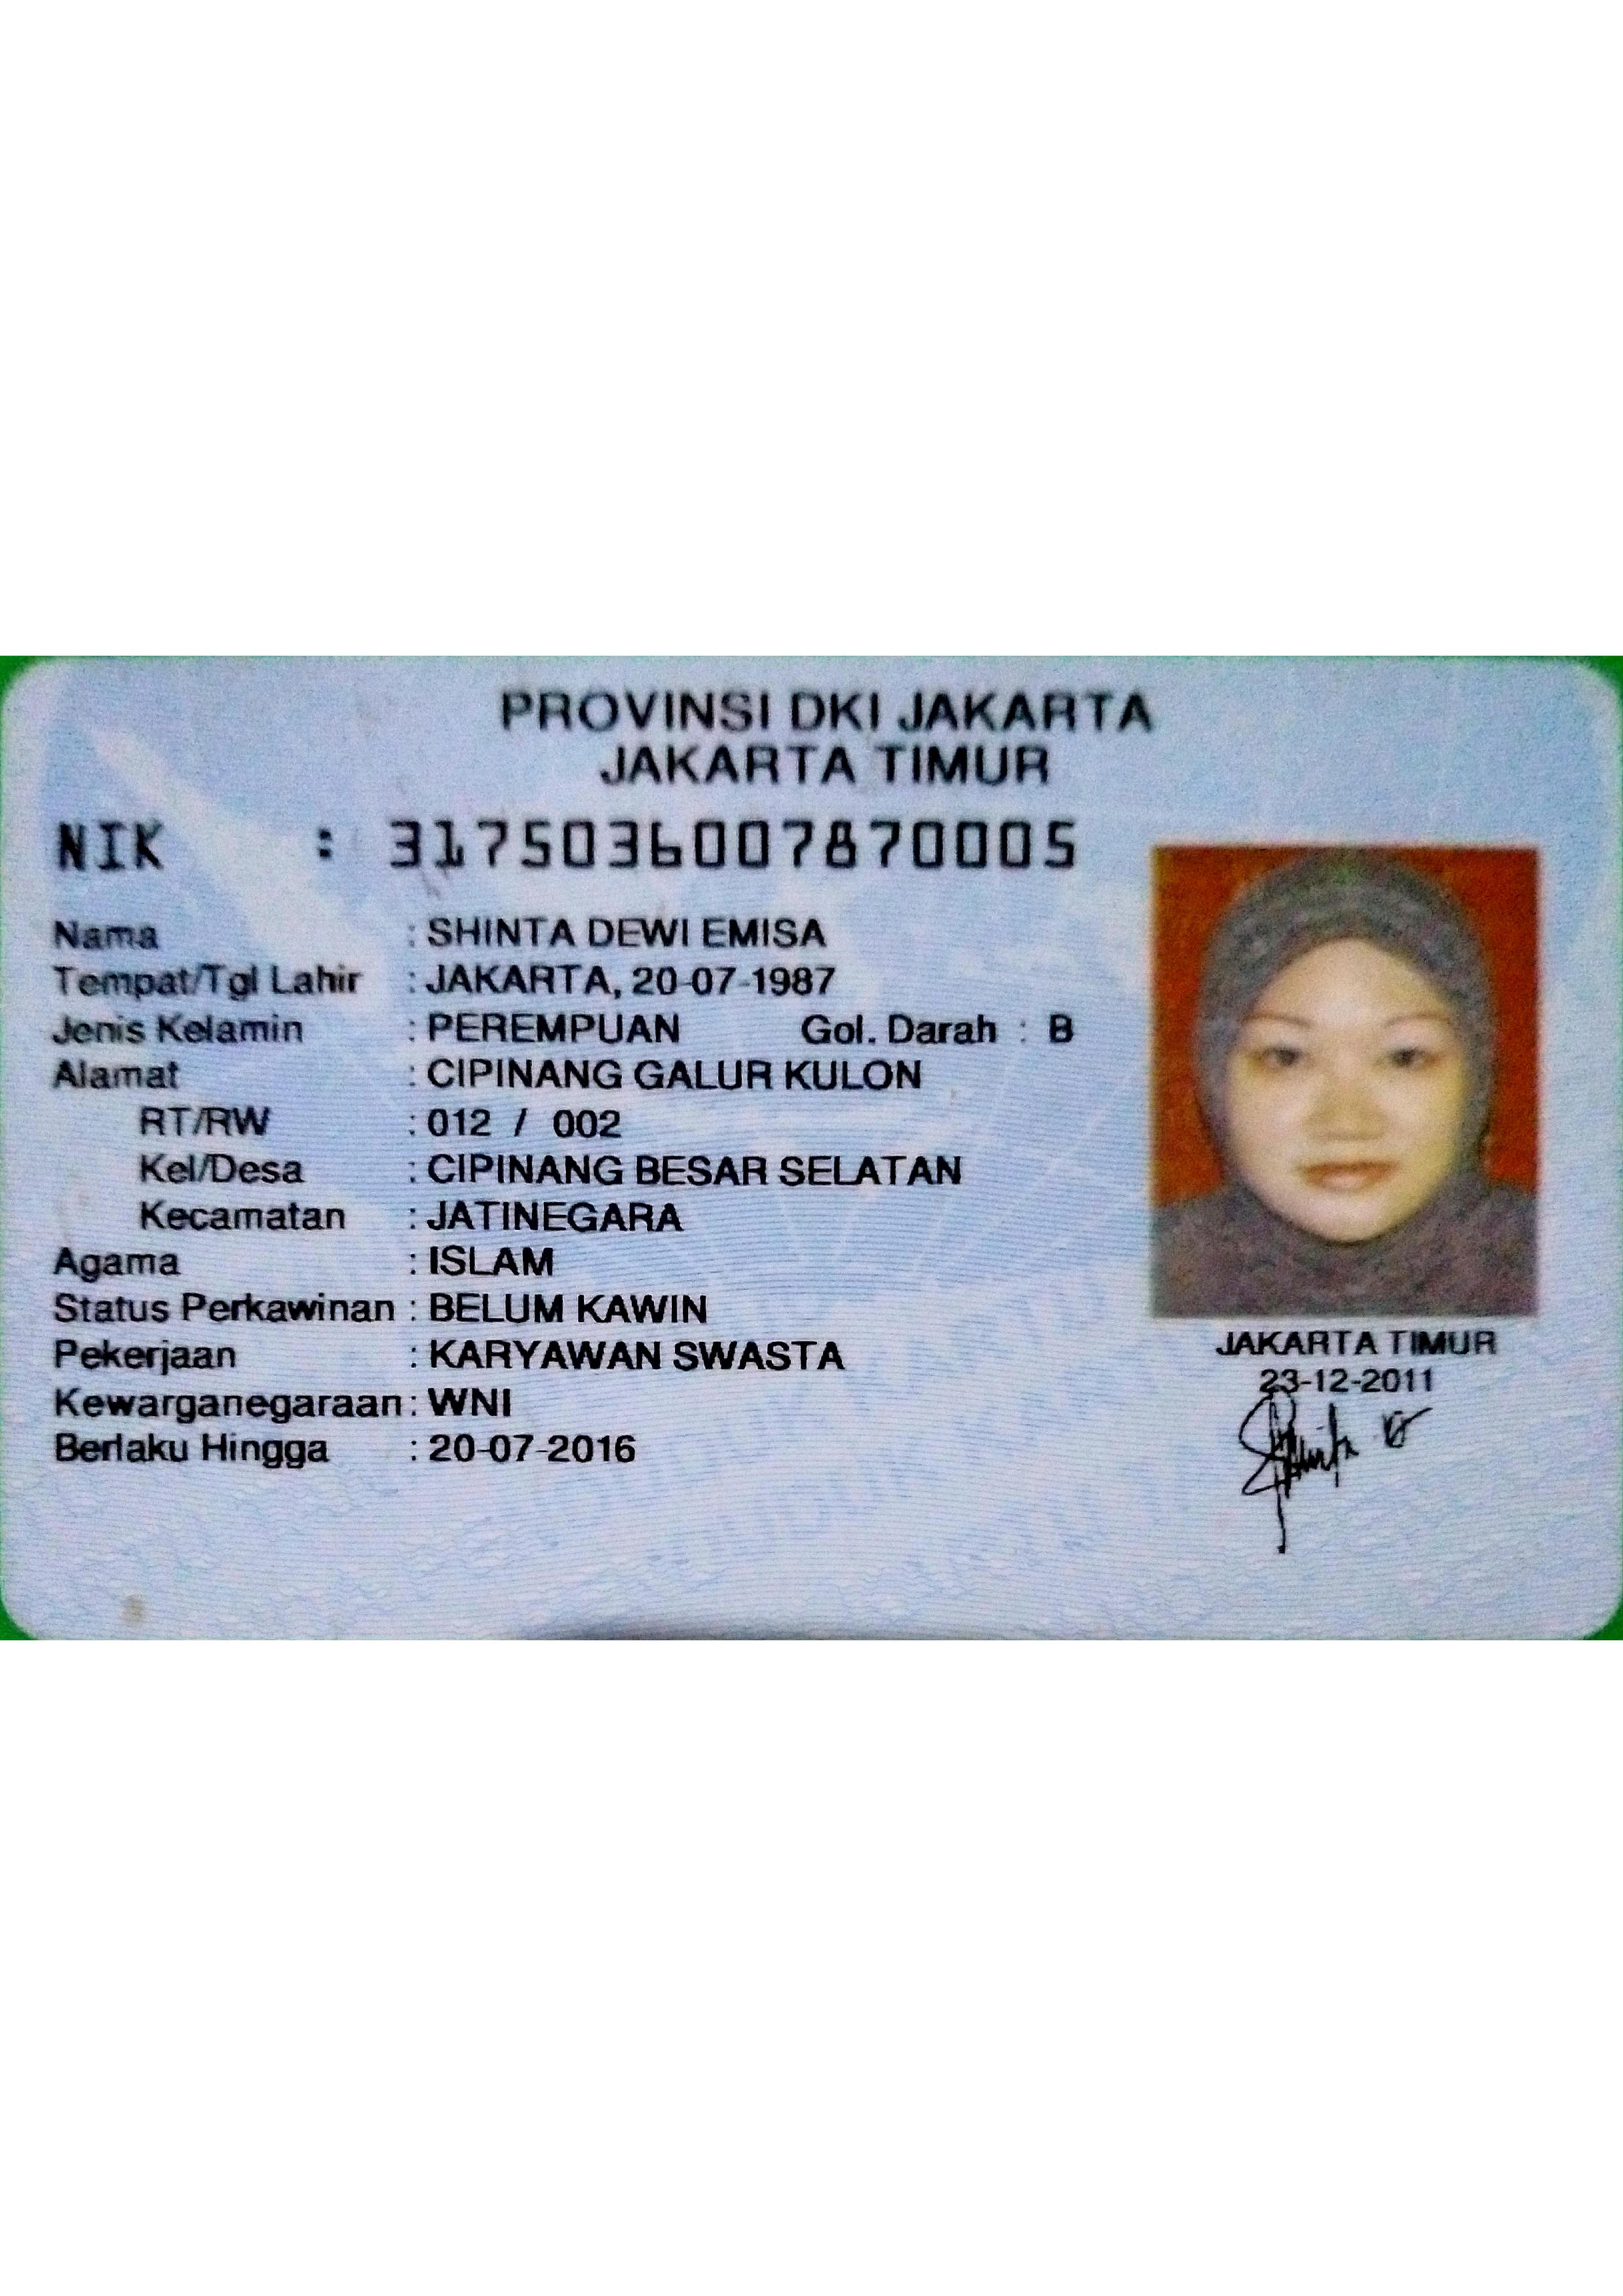 PROVINSI DKI JAKARTA
JAKARTA TIMUR
NIK : 3175036007870005
Nama : SHINTA DEWI EMISA
Tempat/Tgl Lahir : JAKARTA, 20-07-1987
Jenis Kelamin : PEREMPUAN Gol. Darah : B
Alamat : CIPINANG GALUR KULON
RT/RW : 012 / 002
Kel/Desa : CIPINANG BESAR SELATAN
Kecamatan : JATINEGARA
Agama : ISLAM
Status Perkawinan : BELUM KAWIN
Pekerjaan : KARYAWAN SWASTA
Kewarganegaraan : WNI
Berlaku Hingga : 20-07-2016
JAKARTA TIMUR
23-12-2011